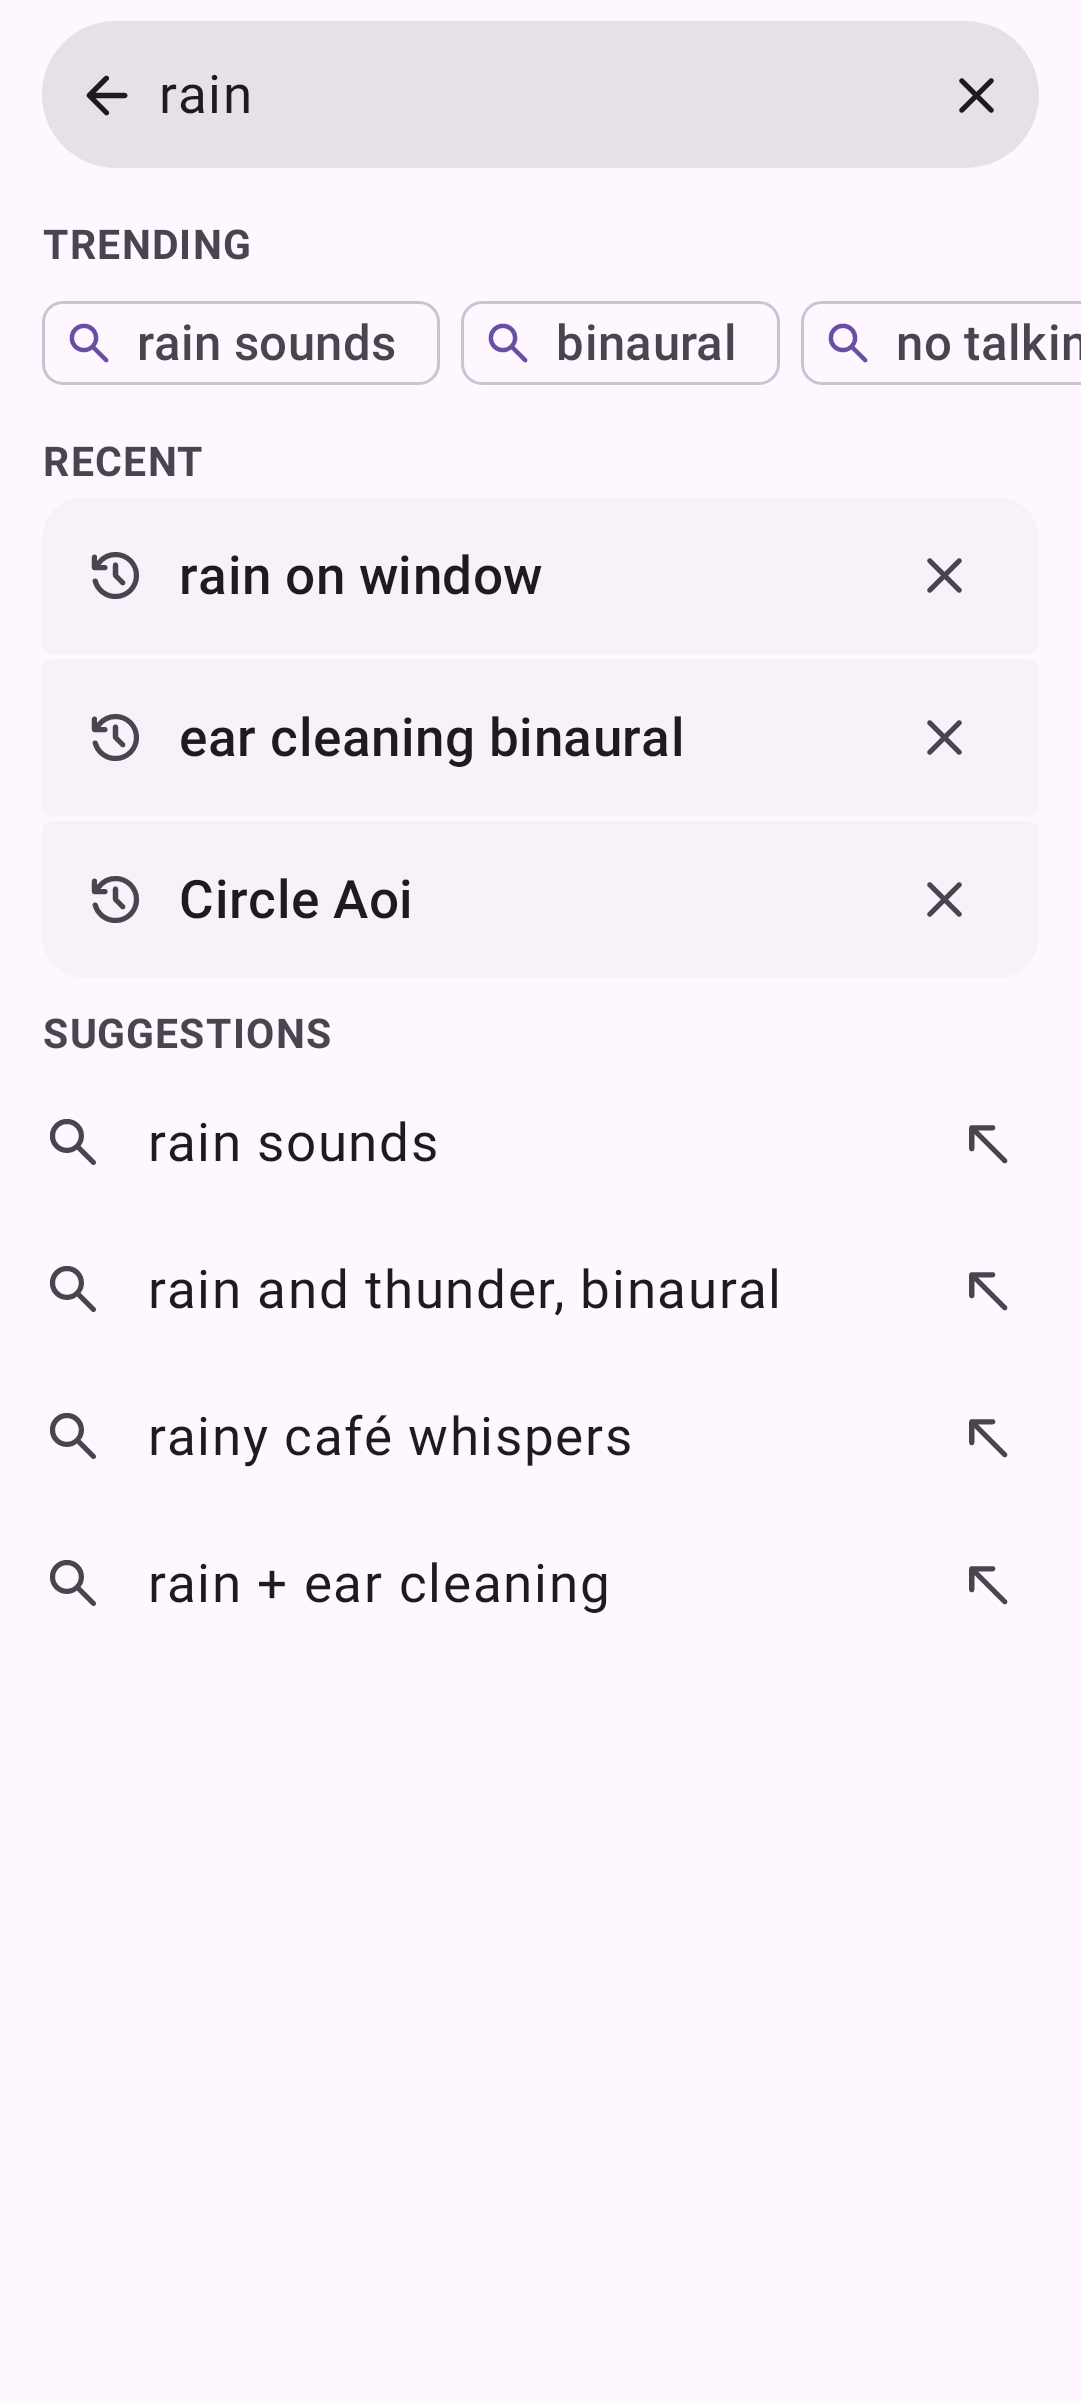 rain
TRENDING
rain sounds
binaural
no
RECENT
rain on window
ear cleaning binaural
Circle Aoi
SUGGESTIONS
rain sounds
rain and thunder, binaural
rainy café whispers
rain + ear cleaning